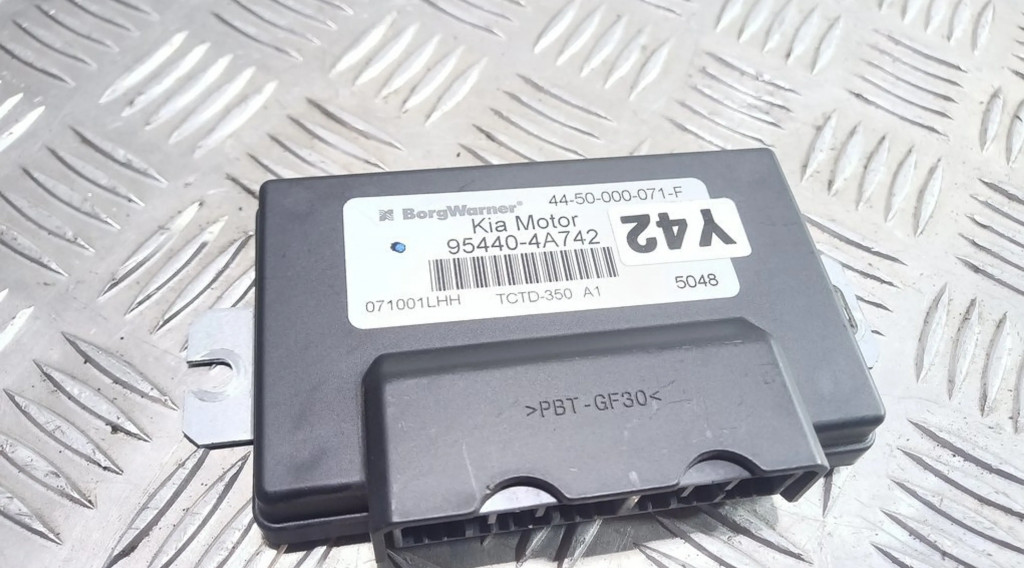 BorgWarner® 44-50-000-071-F
Kia Motor
95440-4A742
Y42
071001LHH TCTD-350 A1 5048
>PBT-GF30<